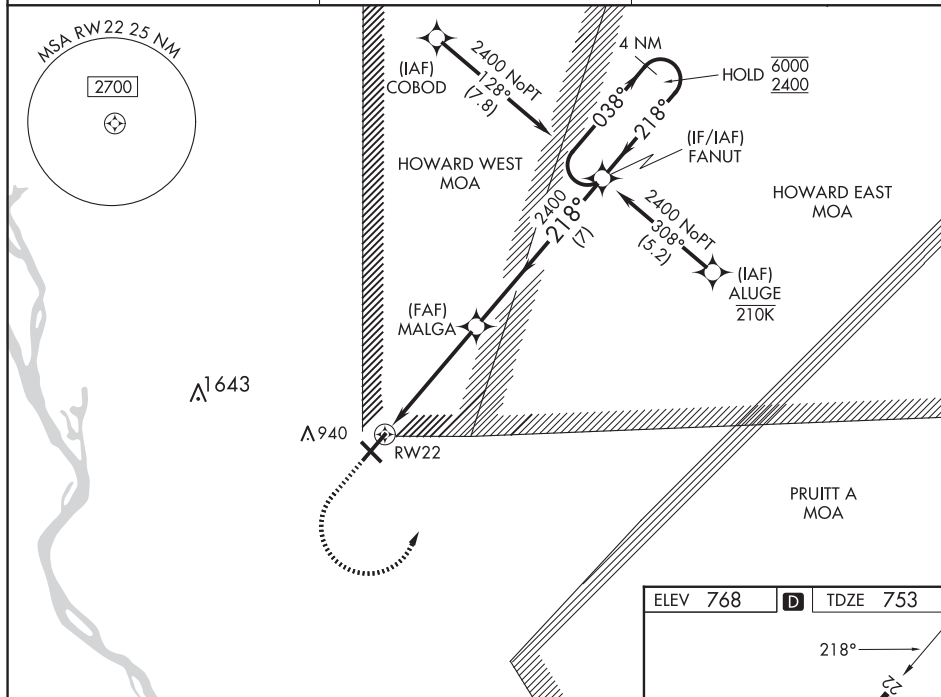 MSA RW22 25 NM
2700
(IAF)
COBOD
2400 NoPT
128°
(7.8)
4 NM
HOLD
6000
2400
038°
218°
(IF/IAF)
FANUT
HOWARD WEST
MOA
HOWARD EAST
MOA
2400
218°
(7)
2400 NoPT
308°
(5.2)
(IAF)
ALUGE
210K
(FAF)
MALGA
1643
940
RW22
PRUITT A
MOA
ELEV 768 D TDZE 753
218°
22